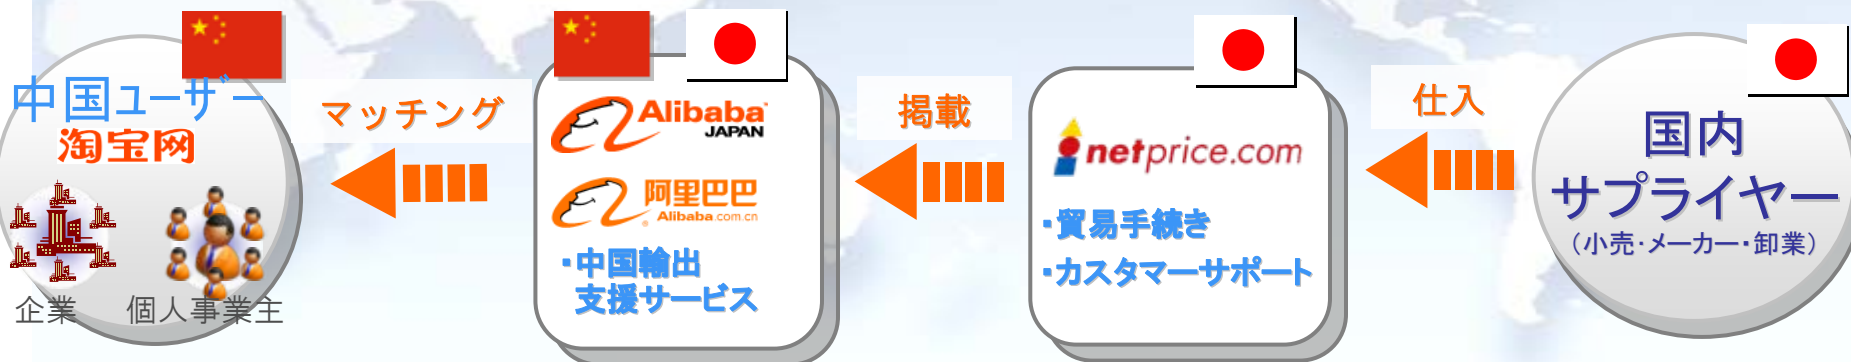 中国ユーザー
淘宝网
企業
個人事業主
マッチング
Alibaba
JAPAN
阿里巴巴
Alibaba.com.cn
・中国輸出
支援サービス
掲載
netprice.com
・貿易手続き
・カスタマーサポート
仕入
国内
サプライヤー
（小売・メーカー・卸業）